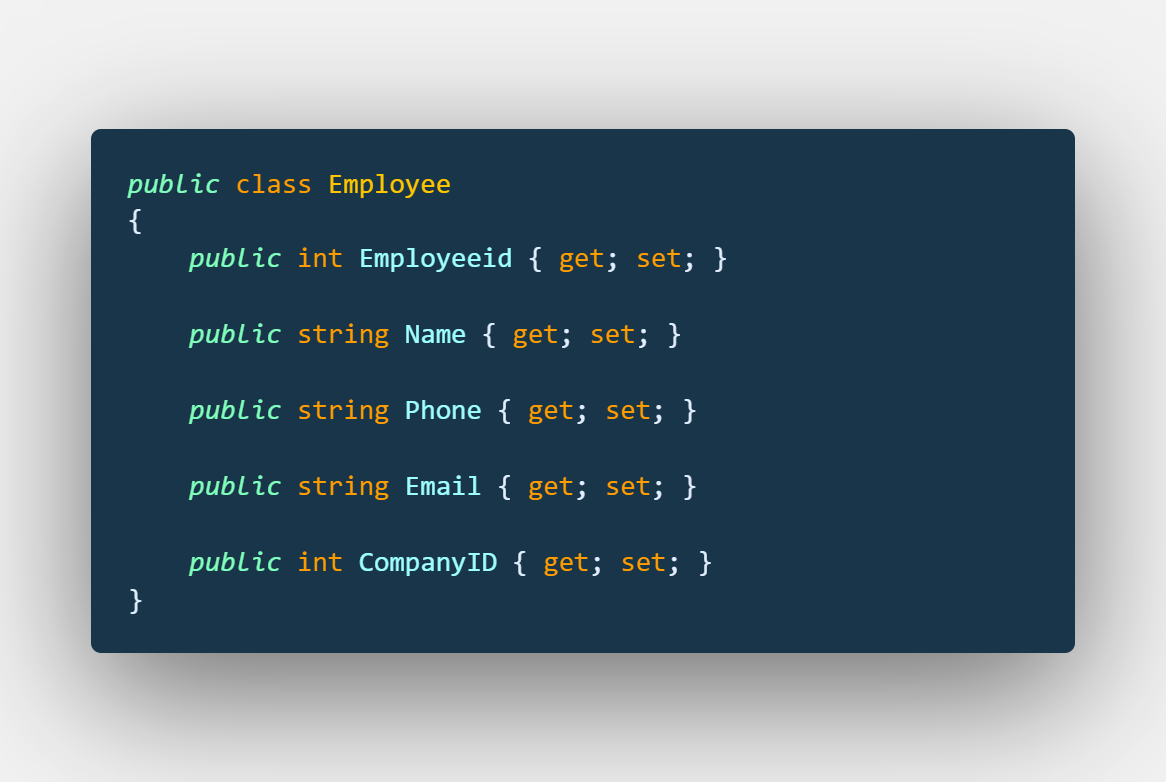 public class Employee
{
    public int Employeeid { get; set; }
    public string Name { get; set; }
    public string Phone { get; set; }
    public string Email { get; set; }
    public int CompanyID { get; set; }
}